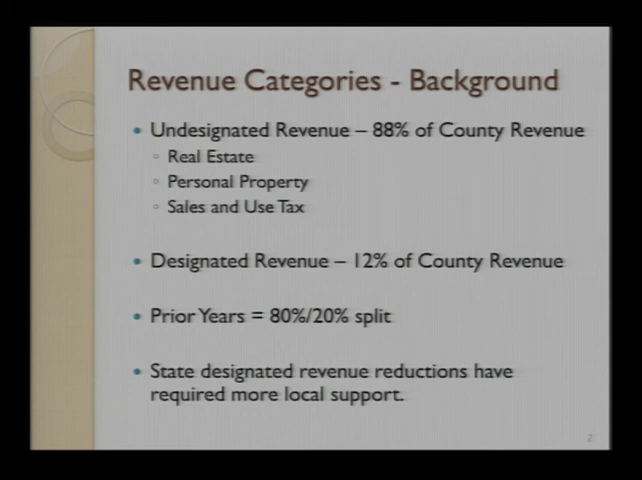 Revenue Categories - Background
• Undesignated Revenue – 88% of County Revenue
◦ Real Estate
◦ Personal Property
◦ Sales and Use Tax
• Designated Revenue – 12% of County Revenue
• Prior Years = 80%/20% split
• State designated revenue reductions have
required more local support.
2